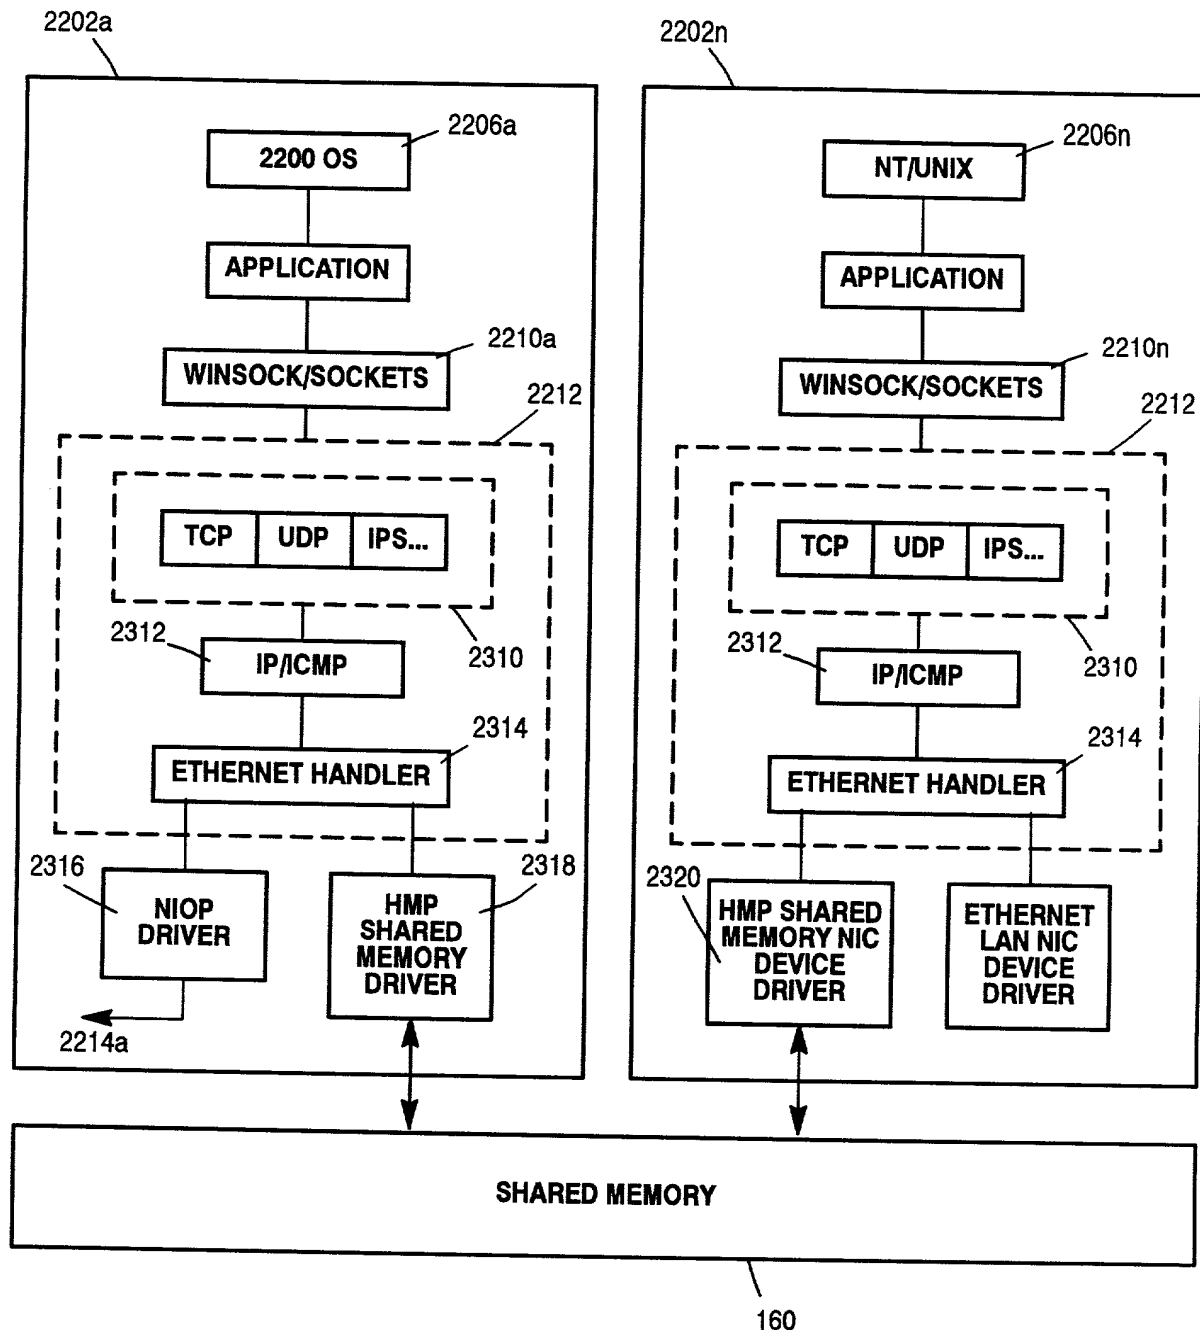 2202a
2202n
2206a
2200 OS
2206n
NT/UNIX
APPLICATION
APPLICATION
2210a
WINSOCK/SOCKETS
2210n
WINSOCK/SOCKETS
2212
2212
TCP
UDP
IPS...
TCP
UDP
IPS...
2312
IP/ICMP
2310
2312
IP/ICMP
2310
2314
ETHERNET HANDLER
2314
ETHERNET HANDLER
2316
NIOP
DRIVER
2318
HMP
SHARED
MEMORY
DRIVER
2320
HMP SHARED
MEMORY NIC
DEVICE
DRIVER
ETHERNET
LAN NIC
DEVICE
DRIVER
2214a
SHARED MEMORY
160